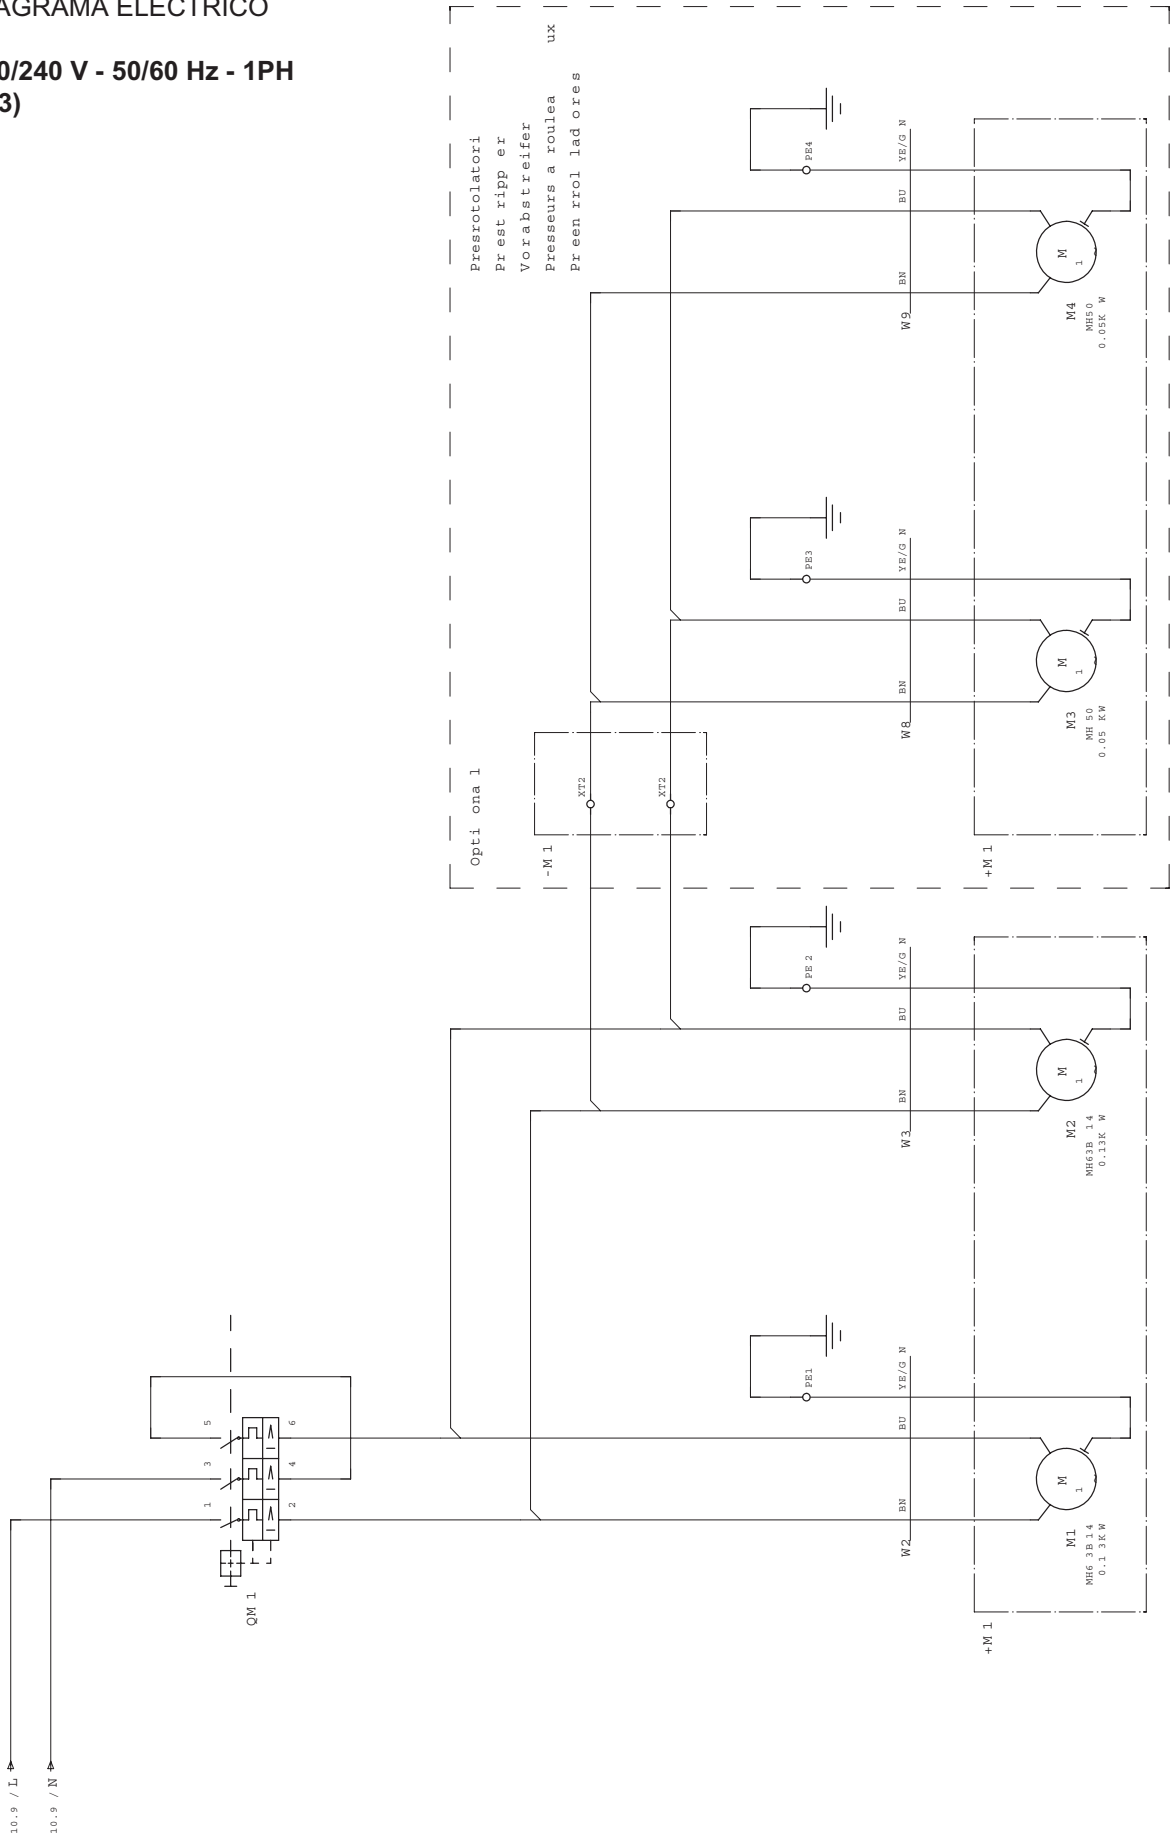 AGRAMA ELÉCTRICO
0/240 V - 50/60 Hz - 1PH
3)
Presrotolatori
Pr est ripp er
Vorabstreifer
Presseurs a roulea ux
Pr een rrol lad ores
Opti ona l
-M 1
XT2
XT2
PE4
YE/G N
BU
BN
W9
M
1
M4
MH50
0.05K W
PE3
YE/G N
BU
BN
W8
M
1
M3
MH 50
0.05 KW
+M 1
PE 2
YE/G N
BU
BN
W3
M
1
M2
MH63B 14
0.13K W
PE1
YE/G N
BU
BN
W2
M
1
M1
MH6 3B 14
0.1 3K W
+M 1
5
3
1
6
4
2
QM 1
10.9 / L
10.9 / N